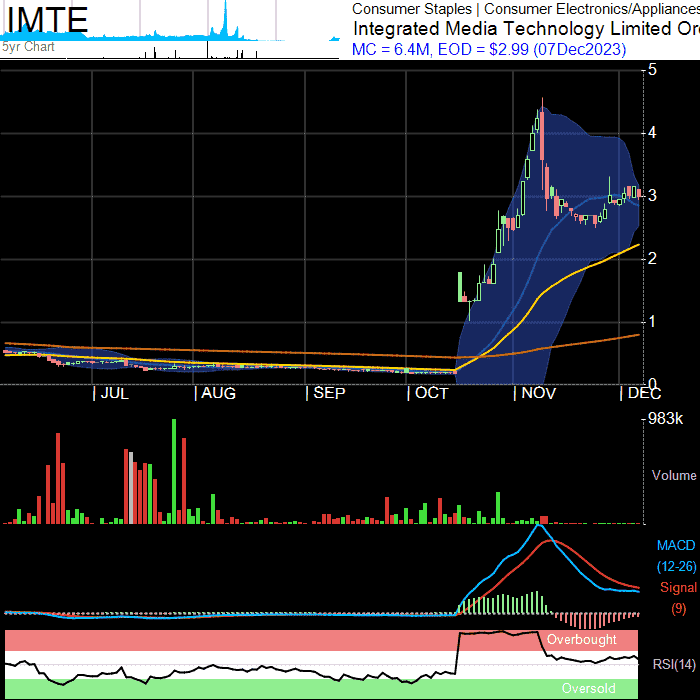 IMTE
5yr Chart
Consumer Staples | Consumer Electronics/Appliances
Integrated Media Technology Limited Or
MC = 6.4M, EOD = $2.99 (07Dec2023)
5
4
3
2
1
0
JUL AUG SEP OCT NOV DEC
983k
Volume
MACD
(12-26)
Signal
(9)
Overbought
RSI(14)
Oversold